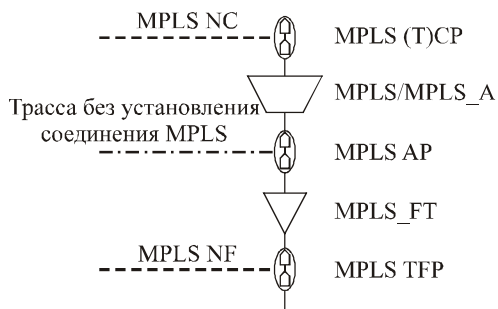 MPLS NC
MPLS (T)CP
MPLS/MPLS_A
Трасса без установления
соединения MPLS
MPLS AP
MPLS_FT
MPLS NF
MPLS TFP